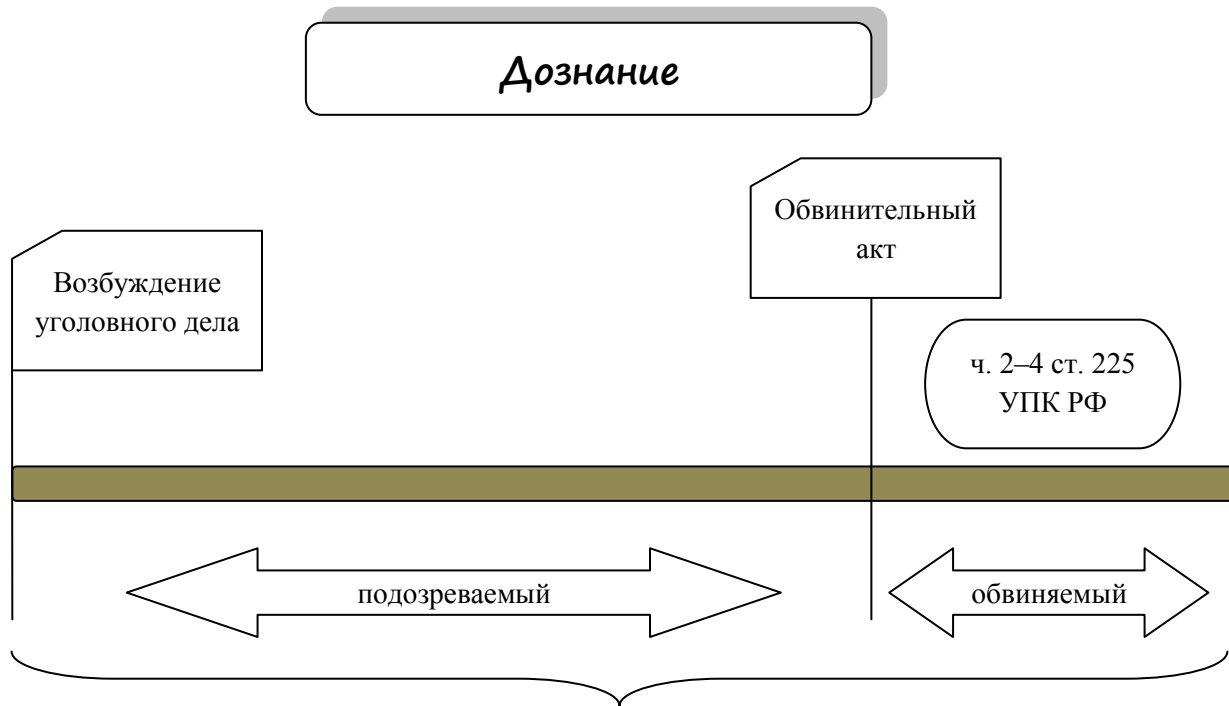 Дознание
Обвинительный
акт
Возбуждение
уголовного дела
ч. 2–4 ст. 225
УПК РФ
подозреваемый
обвиняемый